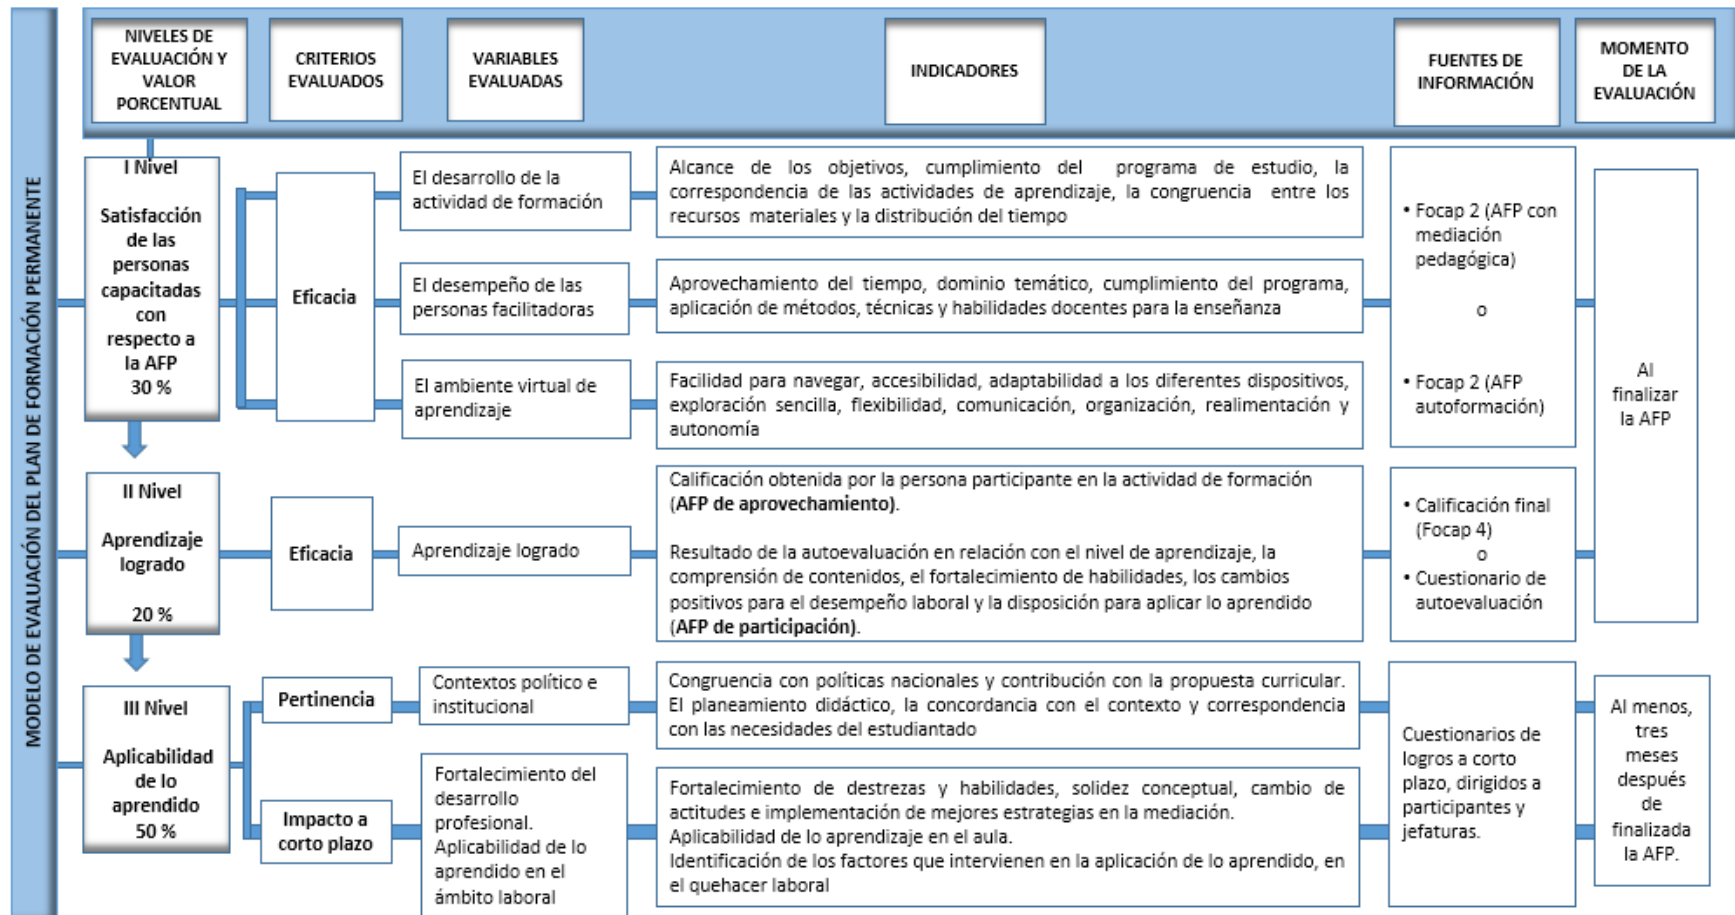 MODELO DE EVALUACIÓN DEL PLAN DE FORMACIÓN PERMANENTE
NIVELES DE
EVALUACIÓN Y
VALOR
PORCENTUAL
CRITERIOS
EVALUADOS
VARIABLES
EVALUADAS
INDICADORES
FUENTES DE
INFORMACIÓN
MOMENTO
DE LA
EVALUACIÓN
I Nivel
Satisfacción
de las
personas
capacitadas
con
respecto a
la AFP
30 %
Eficacia
El desarrollo de la
actividad de formación
Alcance de los objetivos, cumplimiento del programa de estudio, la
correspondencia de las actividades de aprendizaje, la congruencia entre los
recursos materiales y la distribución del tiempo
El desempeño de las
personas facilitadoras
Aprovechamiento del tiempo, dominio temático, cumplimiento del programa,
aplicación de métodos, técnicas y habilidades docentes para la enseñanza
El ambiente virtual de
aprendizaje
Facilidad para navegar, accesibilidad, adaptabilidad a los diferentes dispositivos,
exploración sencilla, flexibilidad, comunicación, organización, realimentación y
autonomía
• Focap 2 (AFP con
mediación
pedagógica)
o
• Focap 2 (AFP
autoformación)
Al
finalizar
la AFP
II Nivel
Aprendizaje
logrado
20 %
Eficacia
Aprendizaje logrado
Calificación obtenida por la persona participante en la actividad de formación
(AFP de aprovechamiento).
Resultado de la autoevaluación en relación con el nivel de aprendizaje, la
comprensión de contenidos, el fortalecimiento de habilidades, los cambios
positivos para el desempeño laboral y la disposición para aplicar lo aprendido
(AFP de participación).
• Calificación final
(Focap 4)
o
• Cuestionario de
autoevaluación
III Nivel
Aplicabilidad
de lo
aprendido
50 %
Pertinencia
Contextos político e
institucional
Congruencia con políticas nacionales y contribución con la propuesta curricular.
El planeamiento didáctico, la concordancia con el contexto y correspondencia
con las necesidades del estudiantado
Impacto a
corto plazo
Fortalecimiento del
desarrollo
profesional.
Aplicabilidad de lo
aprendido en el
ámbito laboral
Fortalecimiento de destrezas y habilidades, solidez conceptual, cambio de
actitudes e implementación de mejores estrategias en la mediación.
Aplicabilidad de lo aprendizaje en el aula.
Identificación de los factores que intervienen en la aplicación de lo aprendido, en
el quehacer laboral
Cuestionarios de
logros a corto
plazo, dirigidos a
participantes y
jefaturas.
Al menos,
tres
meses
después
de
finalizada
la AFP.